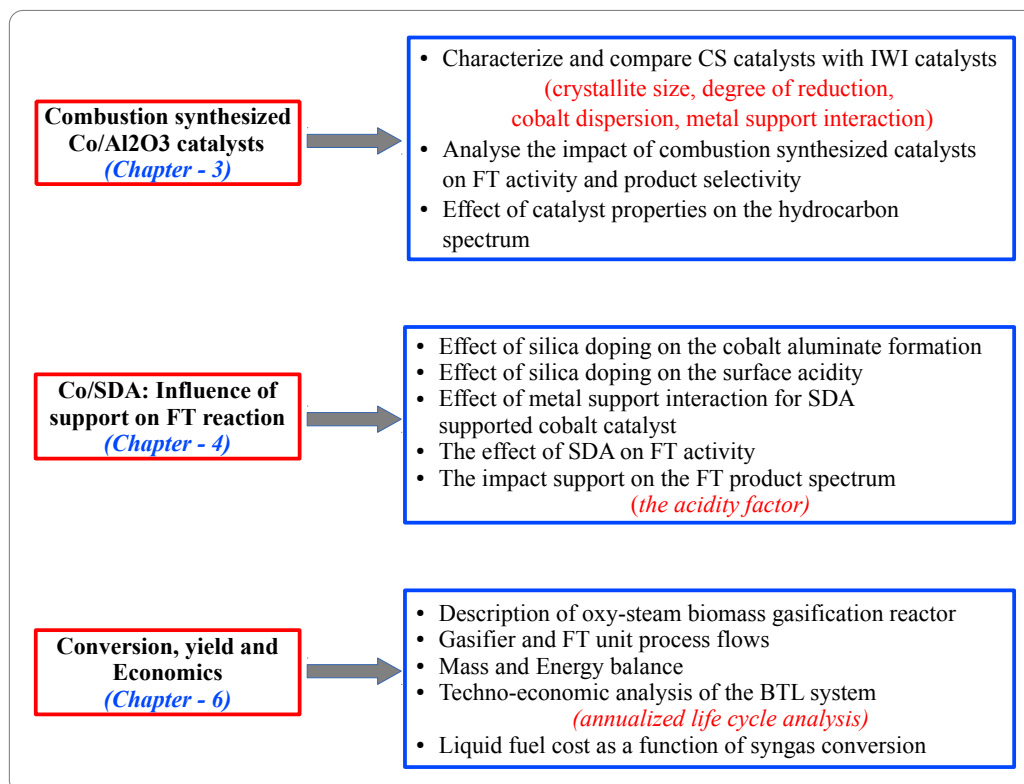 Combustion synthesized
Co/Al2O3 catalysts
(Chapter - 3)
• Characterize and compare CS catalysts with IWI catalysts
(crystallite size, degree of reduction,
cobalt dispersion, metal support interaction)
• Analyse the impact of combustion synthesized catalysts
on FT activity and product selectivity
• Effect of catalyst properties on the hydrocarbon
spectrum
Co/SDA: Influence of
support on FT reaction
(Chapter - 4)
• Effect of silica doping on the cobalt aluminate formation
• Effect of silica doping on the surface acidity
• Effect of metal support interaction for SDA
supported cobalt catalyst
• The effect of SDA on FT activity
• The impact support on the FT product spectrum
(the acidity factor)
Conversion, yield and
Economics
(Chapter - 6)
• Description of oxy-steam biomass gasification reactor
• Gasifier and FT unit process flows
• Mass and Energy balance
• Techno-economic analysis of the BTL system
(annualized life cycle analysis)
• Liquid fuel cost as a function of syngas conversion